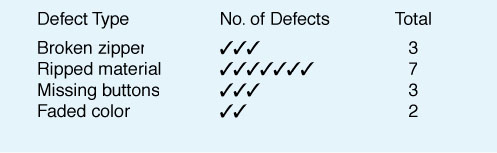 Defect Type No. of Defects Total
Broken zipper ✓✓✓ 3
Ripped material ✓✓✓✓✓✓✓ 7
Missing buttons ✓✓✓ 3
Faded color ✓✓ 2